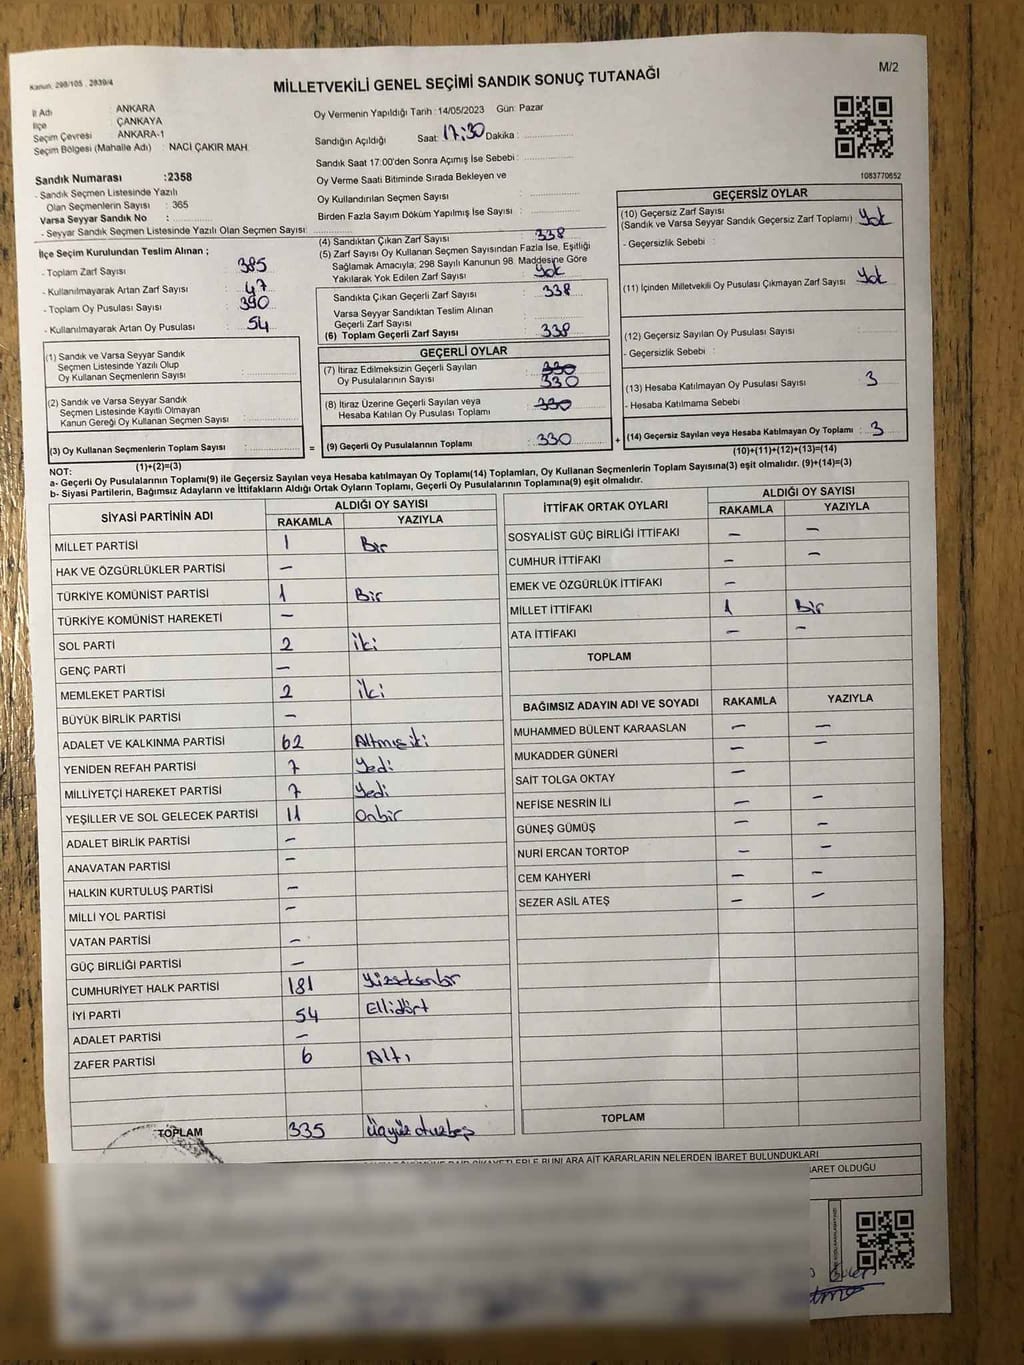 Kanun: 298/105 , 2839/4
MİLLETVEKİLİ GENEL SEÇİMİ SANDIK SONUÇ TUTANAĞI
M/2
İl Adı : ANKARA
İlçe : ÇANKAYA
Seçim Çevresi : ANKARA-1
Seçim Bölgesi (Mahalle Adı) : NACİ ÇAKIR MAH.
Sandık Numarası :2358
- Sandık Seçmen Listesinde Yazılı
Olan Seçmenlerin Sayısı : 365
Varsa Seyyar Sandık No :
- Seyyar Sandık Seçmen Listesinde Yazılı Olan Seçmen Sayısı:
Oy Vermenin Yapıldığı Tarih : 14/05/2023 Gün: Pazar
Sandığın Açıldığı Saat: 17:30 Dakika :
Sandık Saat 17:00'den Sonra Açımış İse Sebebi :
Oy Verme Saati Bitiminde Sırada Bekleyen ve
Oy Kullandırılan Seçmen Sayısı :
Birden Fazla Sayım Döküm Yapılmış İse Sayısı :
1083770652
İlçe Seçim Kurulundan Teslim Alınan ;
- Toplam Zarf Sayısı : 385
- Kullanılmayarak Artan Zarf Sayısı : 47
- Toplam Oy Pusulası Sayısı : 390
- Kullanılmayarak Artan Oy Pusulası : 54
(1) Sandık ve Varsa Seyyar Sandık
Seçmen Listesinde Yazılı Olup
Oy Kullanan Seçmenlerin Sayısı :
(2) Sandık ve Varsa Seyyar Sandık
Seçmen Listesinde Kayıtlı Olmayan
Kanun Gereği Oy Kullanan Seçmen Sayısı :
(3) Oy Kullanan Seçmenlerin Toplam Sayısı :
(1)+(2)=(3)
(4) Sandıktan Çıkan Zarf Sayısı : 338
(5) Zarf Sayısı Oy Kullanan Seçmen Sayısından Fazla İse, Eşitliği
Sağlamak Amacıyla; 298 Sayılı Kanunun 98. Maddesine Göre
Yakılarak Yok Edilen Zarf Sayısı : Yok
Sandıkta Çıkan Geçerli Zarf Sayısı : 338
Varsa Seyyar Sandıktan Teslim Alınan
Geçerli Zarf Sayısı :
(6) Toplam Geçerli Zarf Sayısı : 338
GEÇERLİ OYLAR
(7) İtiraz Edilmeksizin Geçerli Sayılan : 330
Oy Pusulalarının Sayısı 330
(8) İtiraz Üzerine Geçerli Sayılan veya : 330
Hesaba Katılan Oy Pusulası Toplamı
= (9) Geçerli Oy Pusulalarının Toplamı : 330 +
GEÇERSİZ OYLAR
(10) Geçersiz Zarf Sayısı
(Sandık ve Varsa Seyyar Sandık Geçersiz Zarf Toplamı) : Yok
- Geçersizlik Sebebi :
(11) İçinden Milletvekili Oy Pusulası Çıkmayan Zarf Sayısı : Yok
(12) Geçersiz Sayılan Oy Pusulası Sayısı :
- Geçersizlik Sebebi :
(13) Hesaba Katılmayan Oy Pusulası Sayısı : 3
- Hesaba Katılmama Sebebi :
(14) Geçersiz Sayılan veya Hesaba Katılmayan Oy Toplamı : 3
(10)+(11)+(12)+(13)=(14)
NOT:
a- Geçerli Oy Pusulalarının Toplamı(9) ile Geçersiz Sayılan veya Hesaba katılmayan Oy Toplamı(14) Toplamları, Oy Kullanan Seçmenlerin Toplam Sayısına(3) eşit olmalıdır. (9)+(14)=(3)
b- Siyasi Partilerin, Bağımsız Adayların ve İttifakların Aldığı Ortak Oyların Toplamı, Geçerli Oy Pusulalarının Toplamına(9) eşit olmalıdır.
SİYASİ PARTİNİN ADI ALDIĞI OY SAYISI
RAKAMLA YAZIYLA
MİLLET PARTİSİ 1 Bir
HAK VE ÖZGÜRLÜKLER PARTİSİ –
TÜRKİYE KOMÜNİST PARTİSİ 1 Bir
TÜRKİYE KOMÜNİST HAREKETİ –
SOL PARTİ 2 iki
GENÇ PARTİ –
MEMLEKET PARTİSİ 2 iki
BÜYÜK BİRLİK PARTİSİ –
ADALET VE KALKINMA PARTİSİ 62 Altmışiki
YENİDEN REFAH PARTİSİ 7 Yedi
MİLLİYETÇİ HAREKET PARTİSİ 7 Yedi
YEŞİLLER VE SOL GELECEK PARTİSİ 11 Onbir
ADALET BİRLİK PARTİSİ –
ANAVATAN PARTİSİ –
HALKIN KURTULUŞ PARTİSİ –
MİLLİ YOL PARTİSİ –
VATAN PARTİSİ –
GÜÇ BİRLİĞİ PARTİSİ –
CUMHURİYET HALK PARTİSİ 181 Yüzseksenbir
İYİ PARTİ 54 Ellidört
ADALET PARTİSİ –
ZAFER PARTİSİ 6 Altı
TOPLAM 335 Üçyüz otuzbeş
İTTİFAK ORTAK OYLARI ALDIĞI OY SAYISI
RAKAMLA YAZIYLA
SOSYALİST GÜÇ BİRLİĞİ İTTİFAKI – –
CUMHUR İTTİFAKI – –
EMEK VE ÖZGÜRLÜK İTTİFAKI –
MİLLET İTTİFAKI 1 Bir
ATA İTTİFAKI – –
TOPLAM
BAĞIMSIZ ADAYIN ADI VE SOYADI RAKAMLA YAZIYLA
MUHAMMED BÜLENT KARAASLAN – –
MUKADDER GÜNERİ – –
SAİT TOLGA OKTAY –
NEFİSE NESRİN İLİ – –
GÜNEŞ GÜMÜŞ – –
NURİ ERCAN TORTOP – –
CEM KAHYERİ – –
SEZER ASİL ATEŞ – –
TOPLAM
BUNLARA AİT KARARLARIN NELERDEN İBARET BULUNDUKLARI
İBARET OLDUĞU